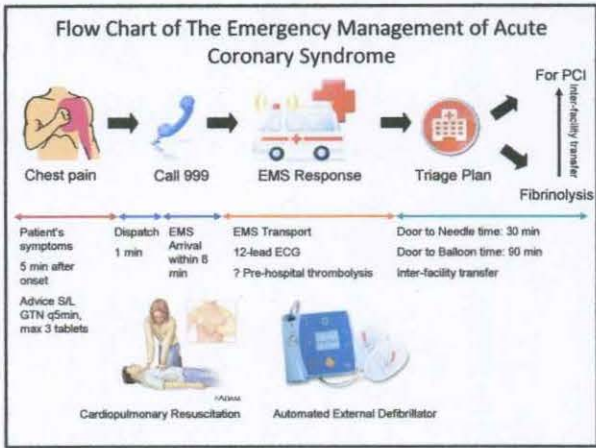 Flow Chart of The Emergency Management of Acute
Coronary Syndrome
For PCI
Inter-facility transfer
Chest pain
Call 999
EMS Response
Triage Plan
Fibrinolysis
Patient's
symptoms
5 min after
onset
Advice S/L
GTN q5min,
max 3 tablets
Dispatch
1 min
EMS
Arrival
within 8
min
EMS Transport
12-lead ECG
? Pre-hospital thrombolysis
Door to Needle time: 30 min
Door to Balloon time: 90 min
Inter-facility transfer
ADAM
Cardiopulmonary Resuscitation
Automated External Defibrillator